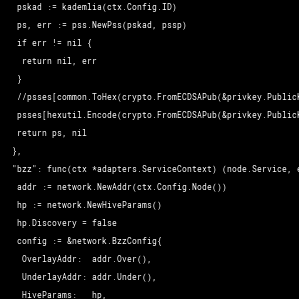 pskad := kademlia(ctx.Config.ID)
ps, err := pss.NewPss(pskad, pssp)
if err != nil {
return nil, err
}
//psses[common.ToHex(crypto.FromECDSAPub(&privkey.Public
psses[hexutil.Encode(crypto.FromECDSAPub(&privkey.Public
return ps, nil
},
"bzz": func(ctx *adapters.ServiceContext) (node.Service, e
addr := network.NewAddr(ctx.Config.Node())
hp := network.NewHiveParams()
hp.Discovery = false
config := &network.BzzConfig{
OverlayAddr: addr.Over(),
UnderlayAddr: addr.Under(),
HiveParams: hp,